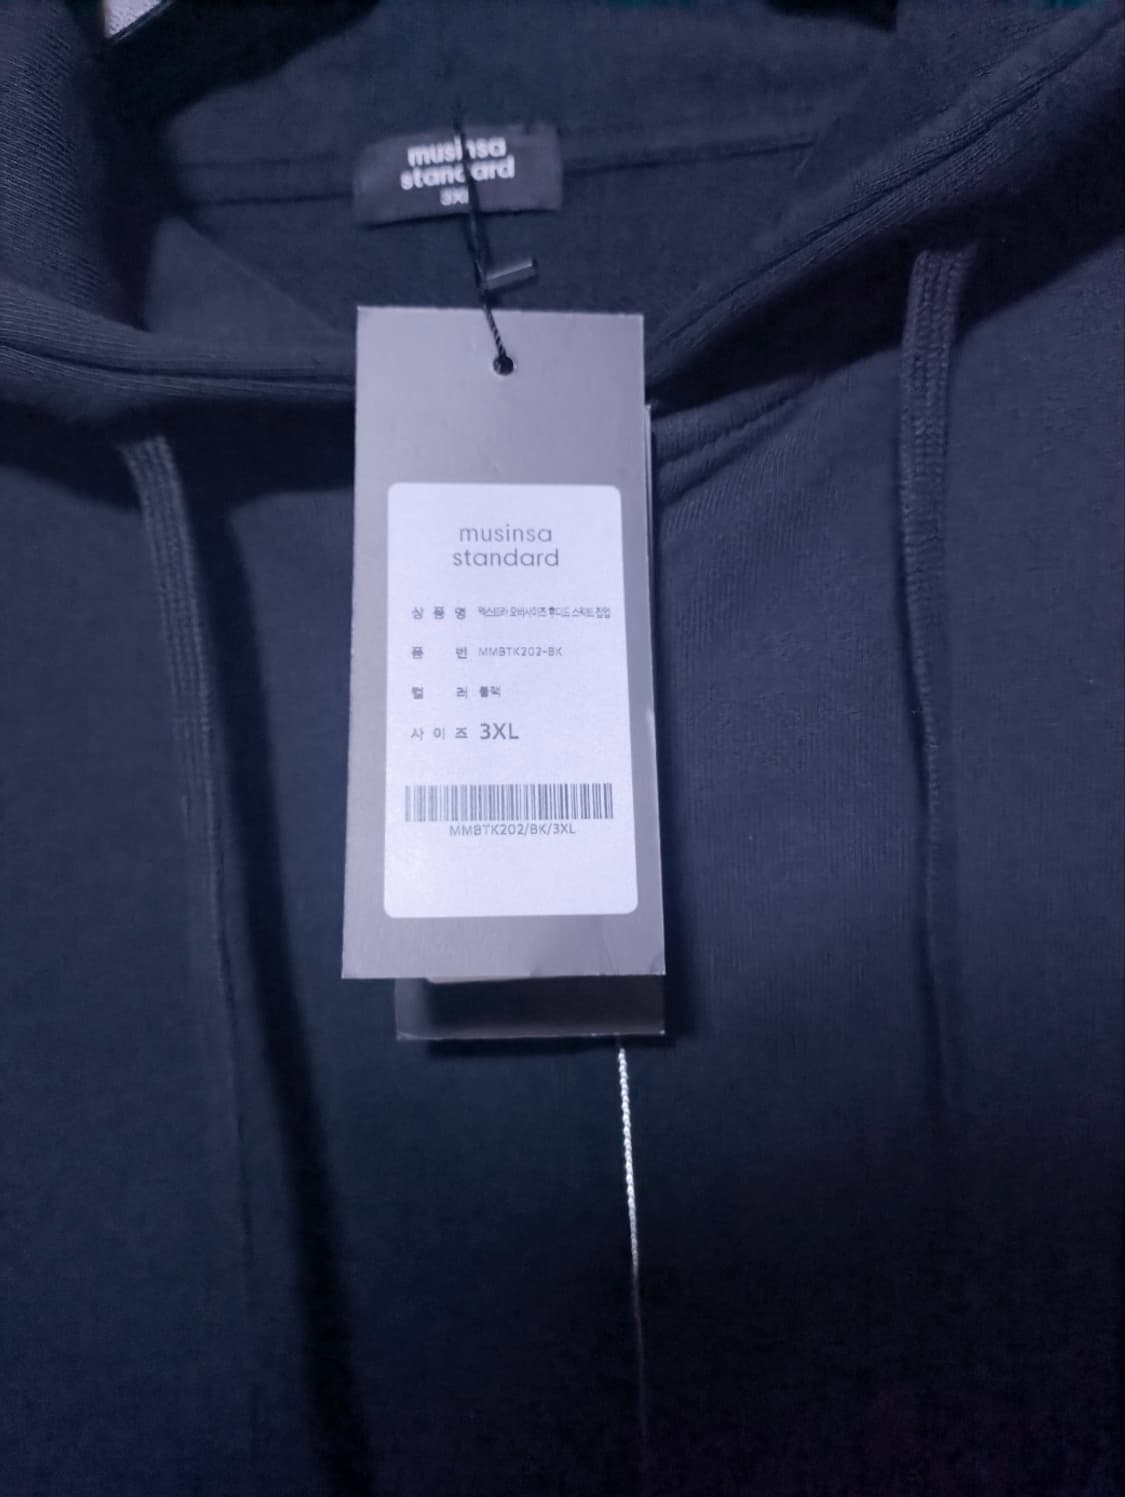 musinsa
standard
3XL
musinsa
standard
상 품 명 엑스트라 오버사이즈 후디드 스웨트 집업
품 번 MMBTK202-BK
컬 러 블랙
사 이 즈 3XL
MMBTK202/BK/3XL